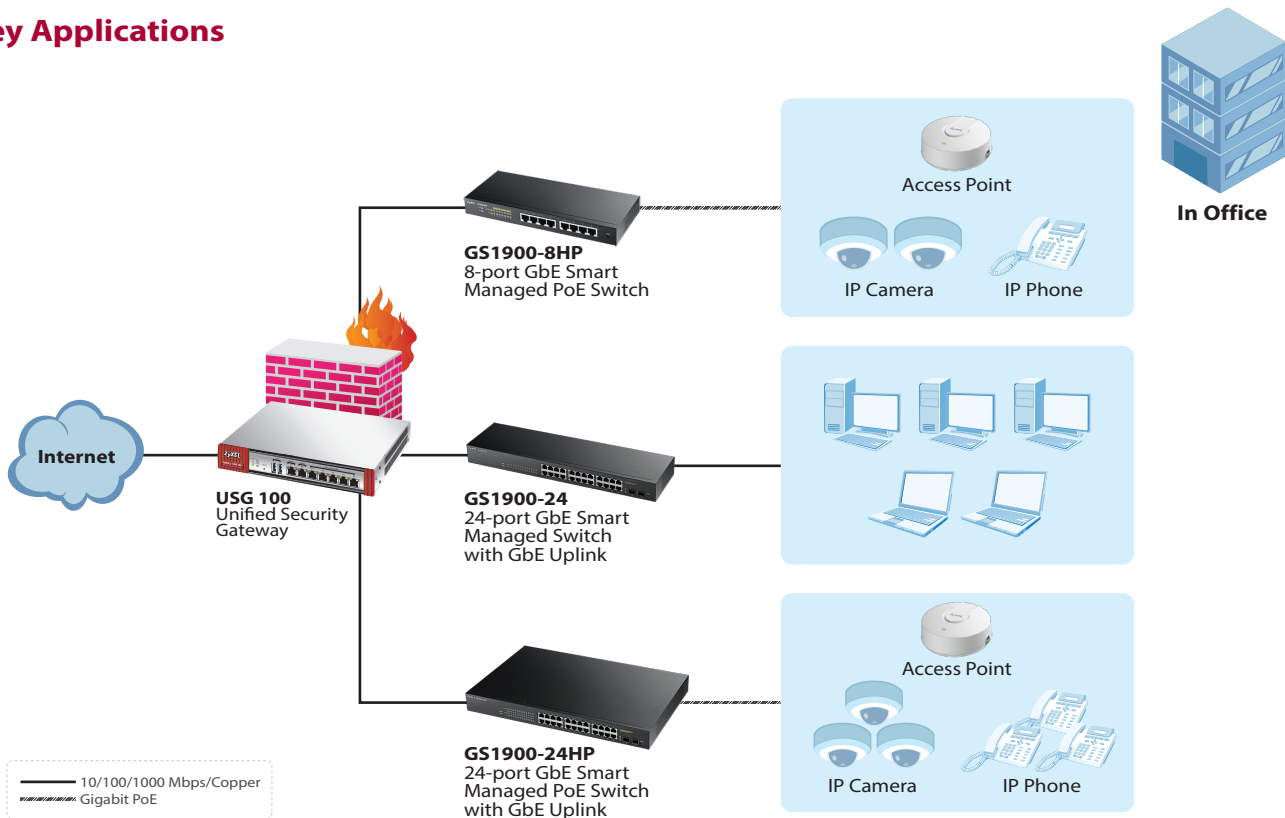 ey Applications
Access Point
IP Camera
IP Phone
In Office
GS1900-8HP
8-port GbE Smart
Managed PoE Switch
Internet
ZyXEL
USG 100
Unified Security
Gateway
GS1900-24
24-port GbE Smart
Managed Switch
with GbE Uplink
Access Point
IP Camera
IP Phone
GS1900-24HP
24-port GbE Smart
Managed PoE Switch
with GbE Uplink
10/100/1000 Mbps/Copper
Gigabit PoE